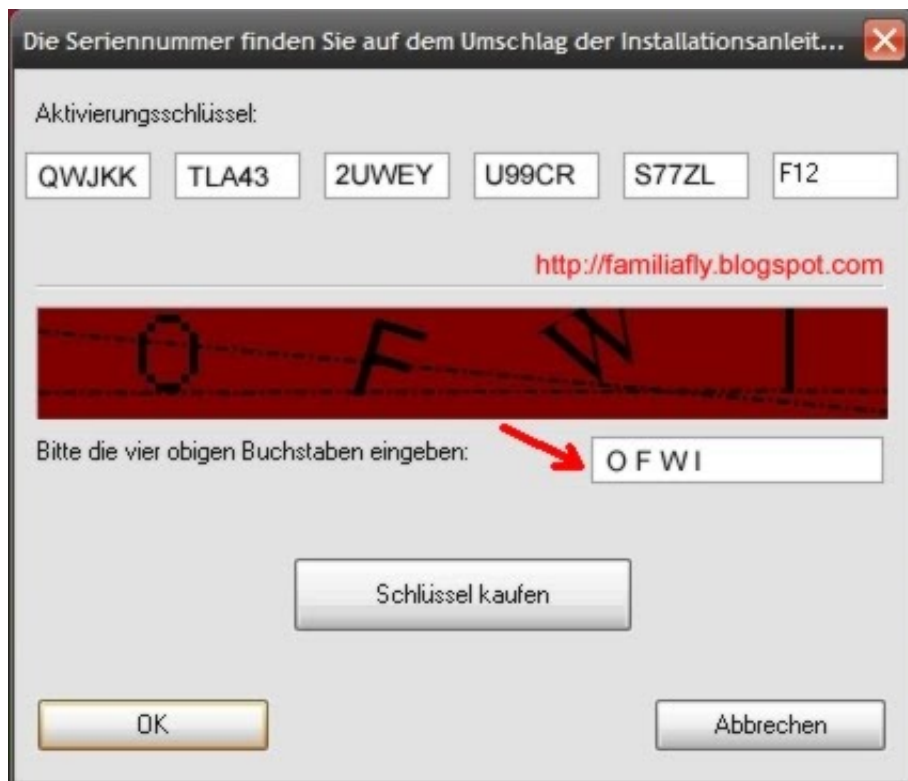 Die Seriennummer finden Sie auf dem Umschlag der Installationsanleit...
Aktivierungsschlüssel:
QWJKK TLA43 2UWEY U99CR S77ZL F12
http://familiafly.blogspot.com
O F W I
Bitte die vier obigen Buchstaben eingeben: O F W I
Schlüssel kaufen
OK Abbrechen